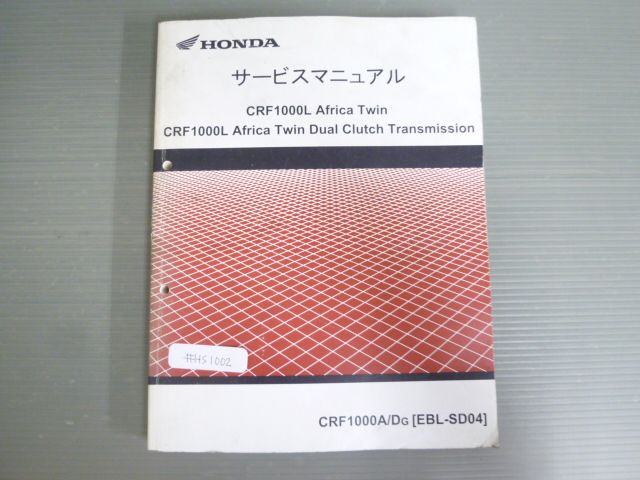 HONDA
サービスマニュアル
CRF1000L Africa Twin
CRF1000L Africa Twin Dual Clutch Transmission
#HS1002
CRF1000A/DG [EBL-SD04]